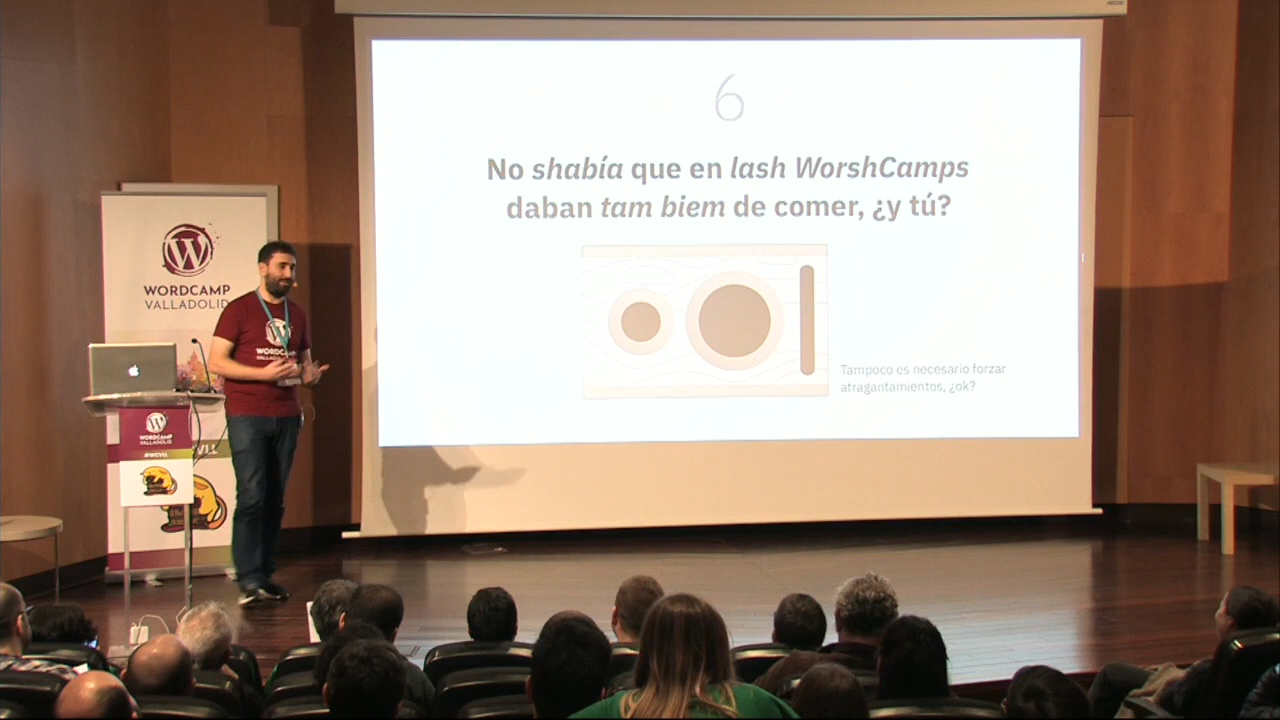 6
No shabía que en lash WorshCamps
daban tam biem de comer, ¿y tú?
Tampoco es necesario forzar
atragantamientos, ¿ok?
WORDCAMP
VALLADOLID
WORDCAMP
VALLADOLID
#WCVLL